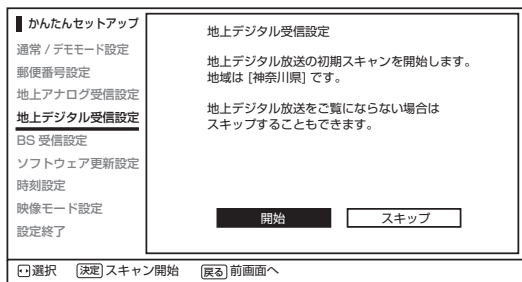 かんたんセットアップ
通常 / デモモード設定
郵便番号設定
地上アナログ受信設定
地上デジタル受信設定
BS 受信設定
ソフトウェア更新設定
時刻設定
映像モード設定
設定終了
地上デジタル受信設定
地上デジタル放送の初期スキャンを開始します。
地域は [神奈川県] です。
地上デジタル放送をご覧にならない場合は
スキップすることもできます。
開始 スキップ
選択 決定 スキャン開始 戻る 前画面へ